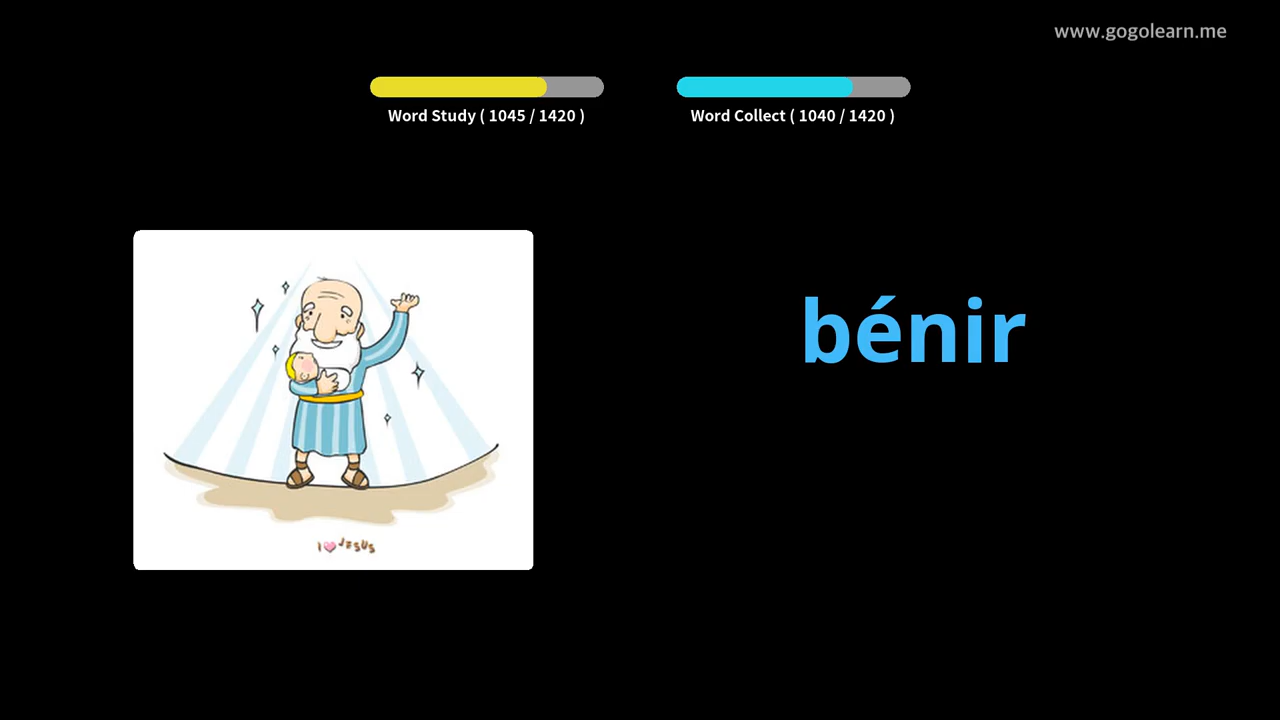 www.gogolearn.me
Word Study ( 1045 / 1420 )
Word Collect ( 1040 / 1420 )
bénir
I ❤ JESUS